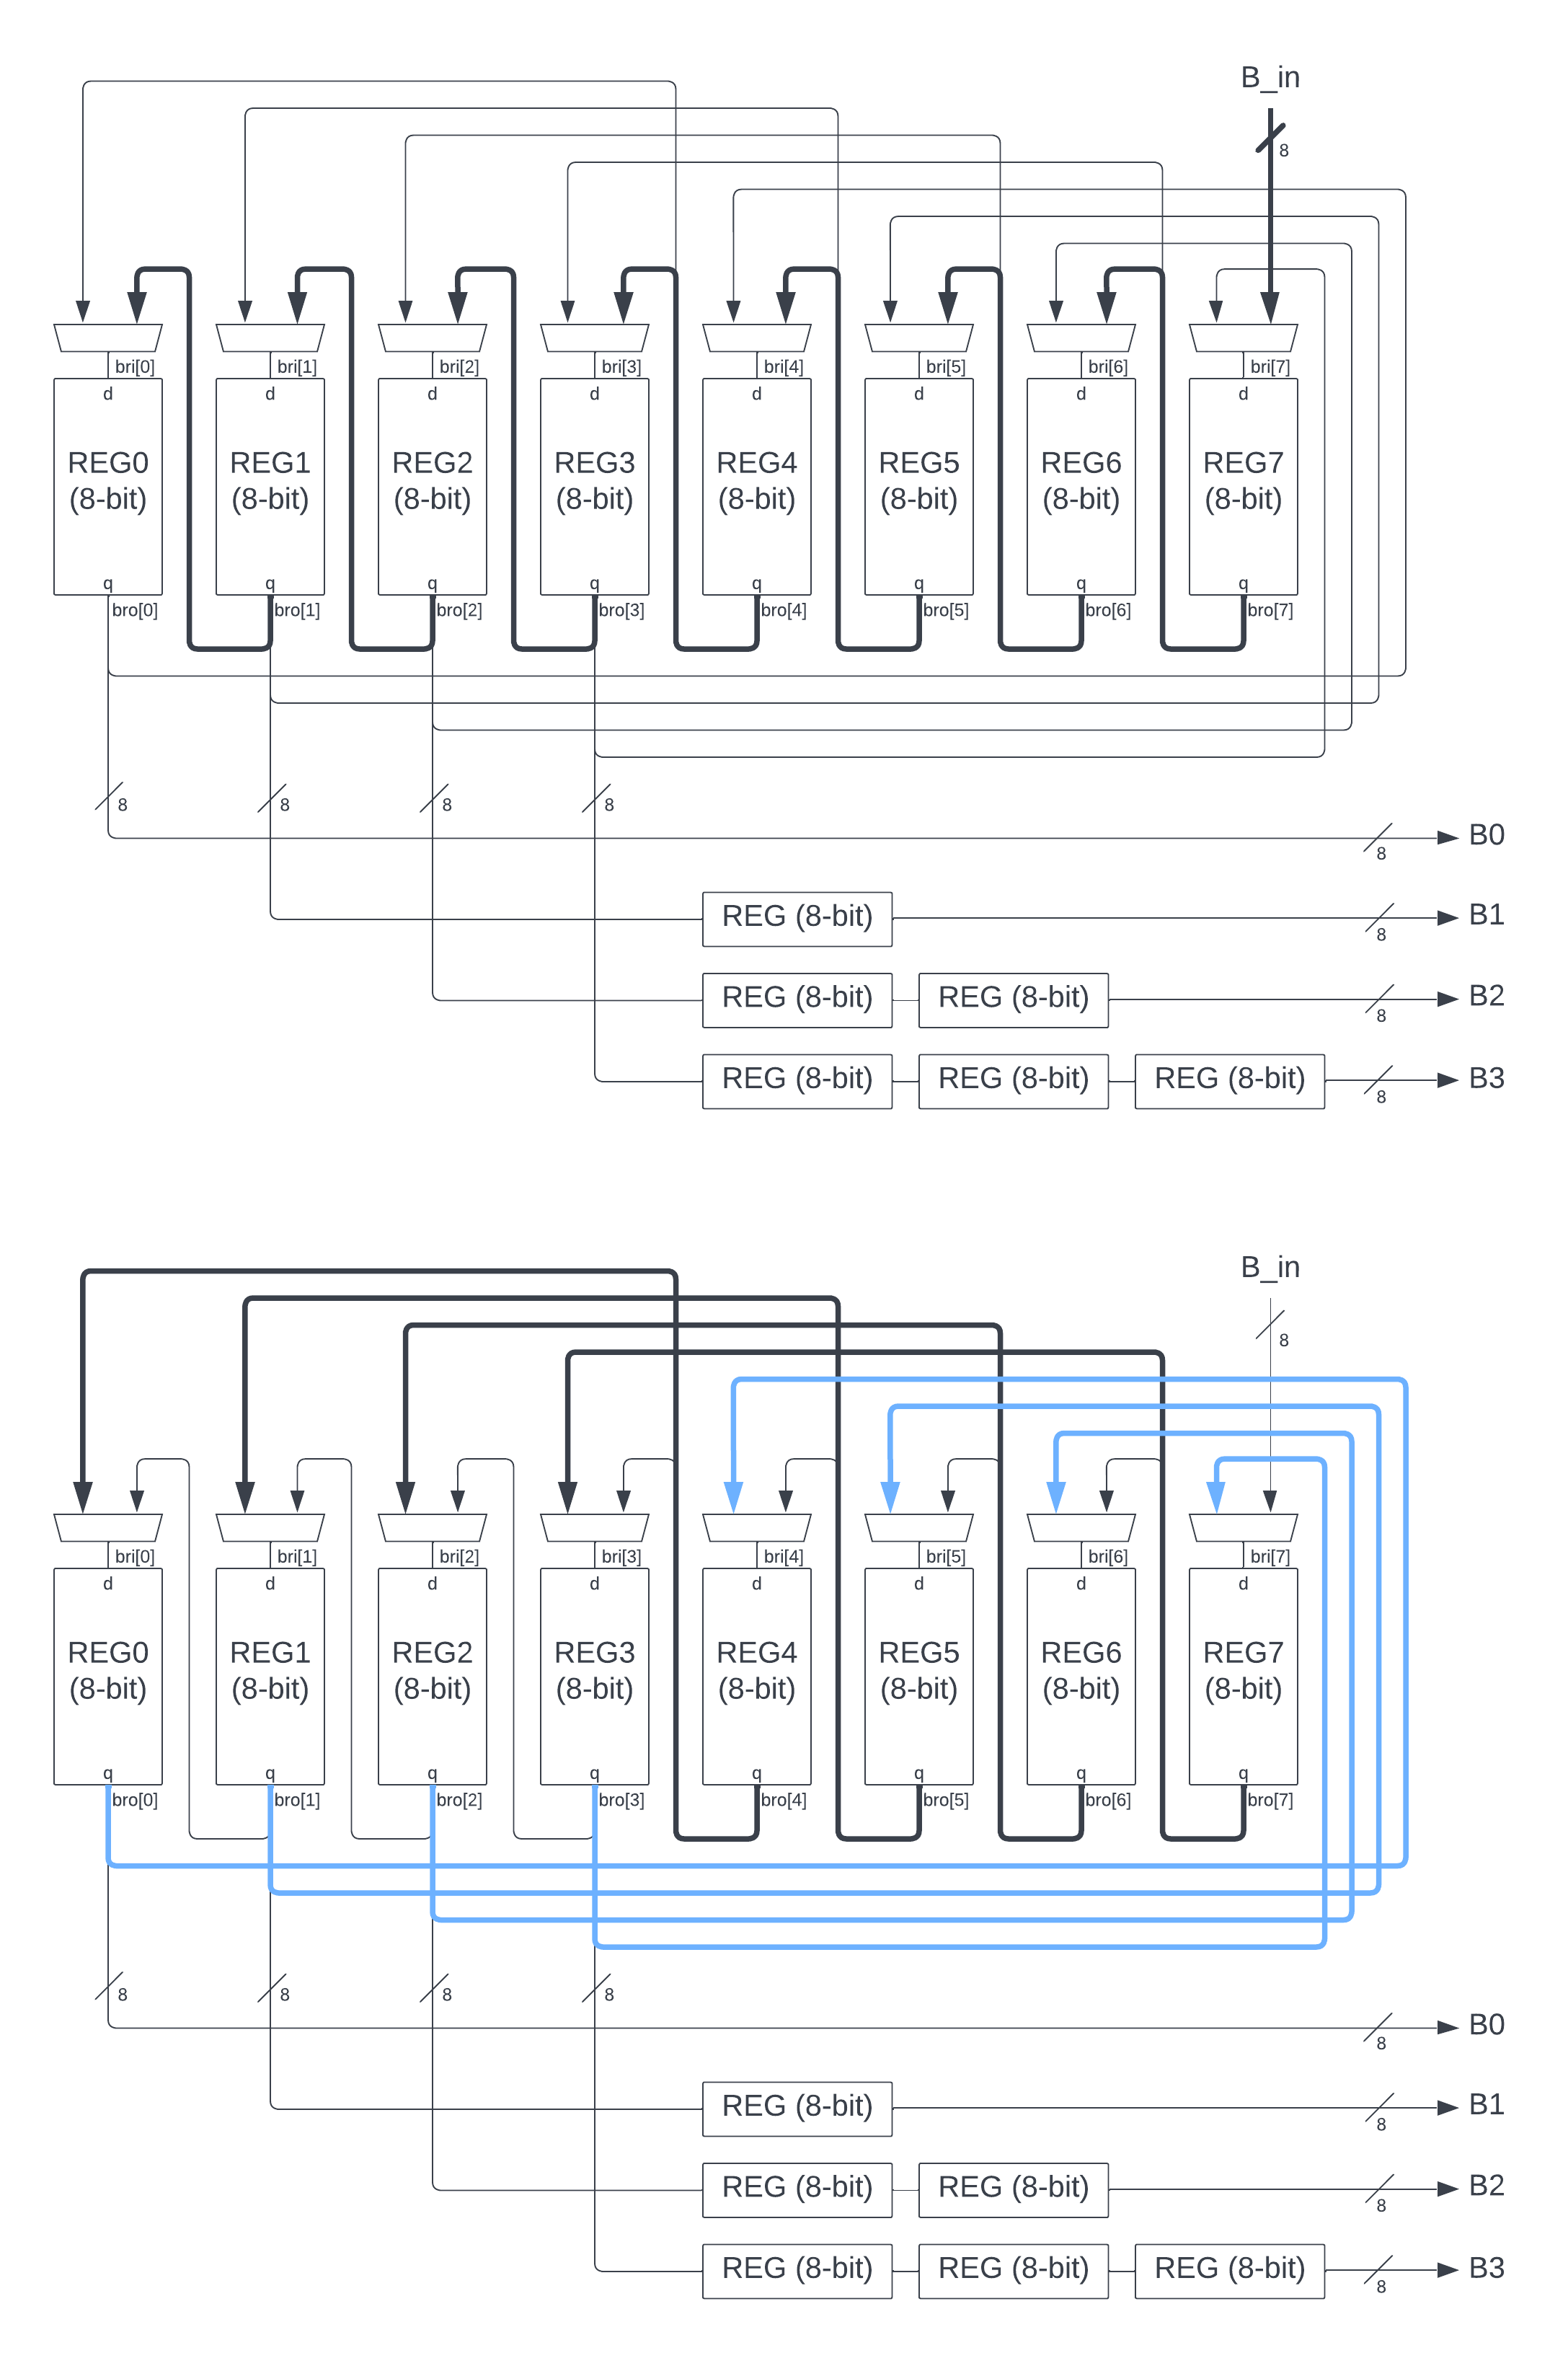 B_in
8
bri[0] bri[1] bri[2] bri[3] bri[4] bri[5] bri[6] bri[7]
d d d d d d d d
REG0 REG1 REG2 REG3 REG4 REG5 REG6 REG7
(8-bit) (8-bit) (8-bit) (8-bit) (8-bit) (8-bit) (8-bit) (8-bit)
q q q q q q q q
bro[0] bro[1] bro[2] bro[3] bro[4] bro[5] bro[6] bro[7]
8 8 8 8
B0
8
REG (8-bit) B1
8
REG (8-bit) REG (8-bit) B2
8
REG (8-bit) REG (8-bit) REG (8-bit) B3
8
B_in
8
bri[0] bri[1] bri[2] bri[3] bri[4] bri[5] bri[6] bri[7]
d d d d d d d d
REG0 REG1 REG2 REG3 REG4 REG5 REG6 REG7
(8-bit) (8-bit) (8-bit) (8-bit) (8-bit) (8-bit) (8-bit) (8-bit)
q q q q q q q q
bro[0] bro[1] bro[2] bro[3] bro[4] bro[5] bro[6] bro[7]
8 8 8 8
B0
8
REG (8-bit) B1
8
REG (8-bit) REG (8-bit) B2
8
REG (8-bit) REG (8-bit) REG (8-bit) B3
8